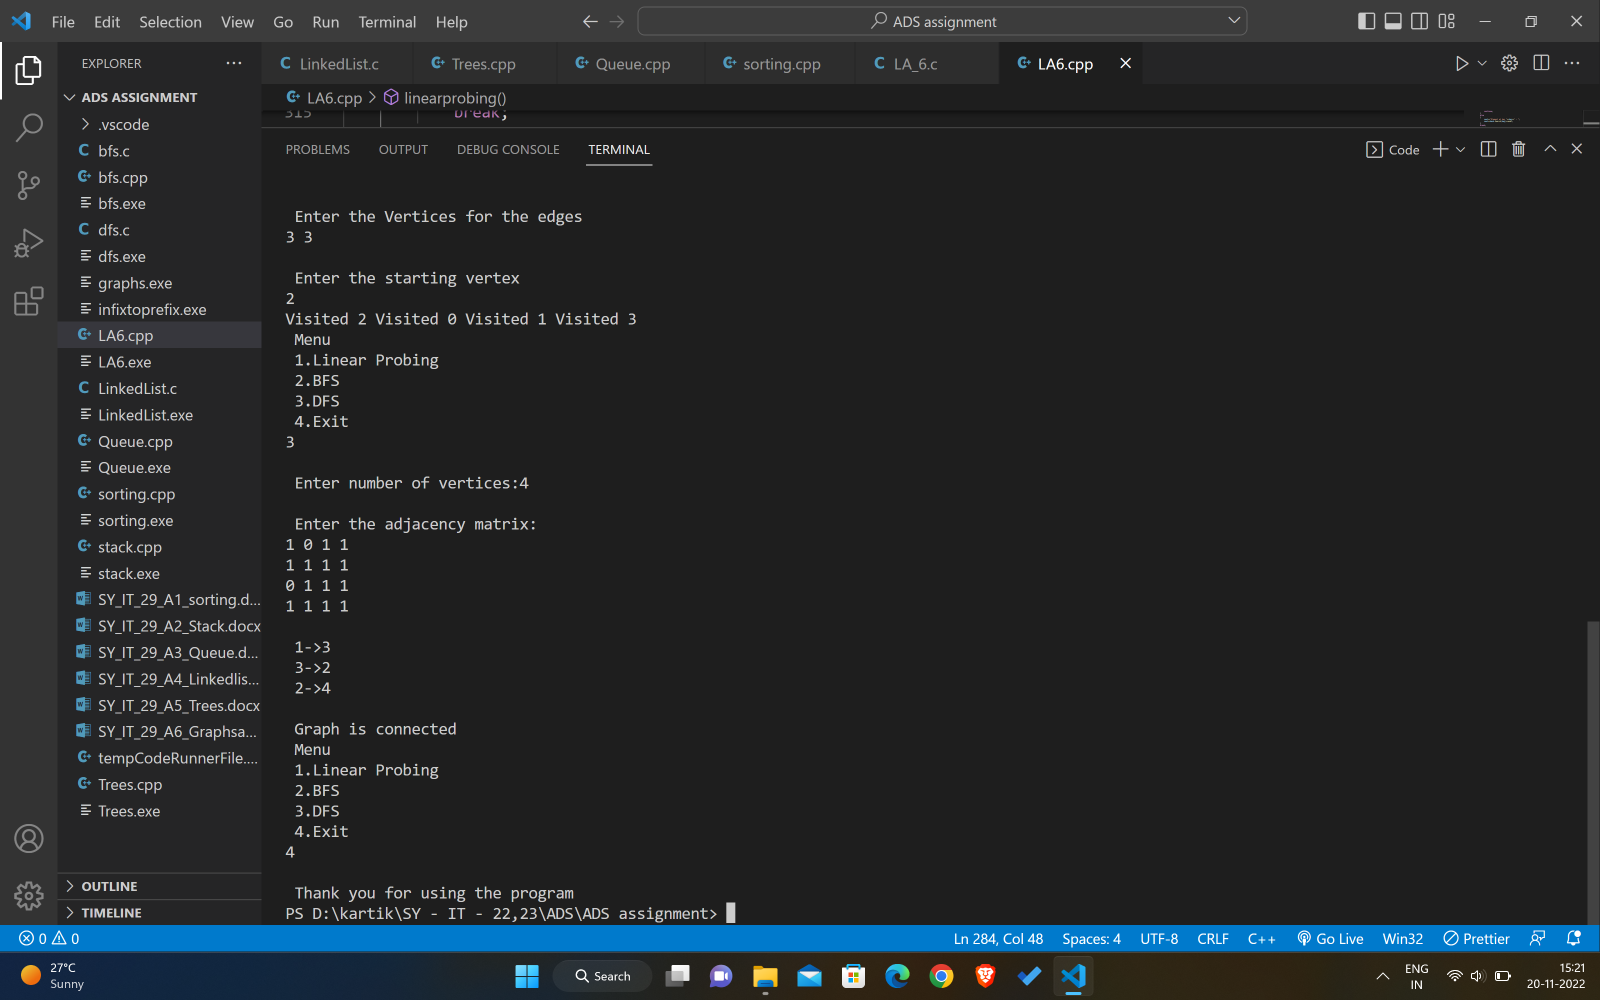 File Edit Selection View Go Run Terminal Help
ADS assignment
EXPLORER
ADS ASSIGNMENT
.vscode
bfs.c
bfs.cpp
bfs.exe
dfs.c
dfs.exe
graphs.exe
infixtoprefix.exe
LA6.cpp
LA6.exe
LinkedList.c
LinkedList.exe
Queue.cpp
Queue.exe
sorting.cpp
sorting.exe
stack.cpp
stack.exe
SY_IT_29_A1_sorting.d...
SY_IT_29_A2_Stack.docx
SY_IT_29_A3_Queue.d...
SY_IT_29_A4_Linkedlis...
SY_IT_29_A5_Trees.docx
SY_IT_29_A6_Graphsa...
tempCodeRunnerFile....
Trees.cpp
Trees.exe
OUTLINE
TIMELINE
LinkedList.c Trees.cpp Queue.cpp sorting.cpp LA_6.c LA6.cpp
LA6.cpp > linearprobing()
315 break;
PROBLEMS OUTPUT DEBUG CONSOLE TERMINAL
Code
Enter the Vertices for the edges
3 3
Enter the starting vertex
2
Visited 2 Visited 0 Visited 1 Visited 3
Menu
1.Linear Probing
2.BFS
3.DFS
4.Exit
3
Enter number of vertices:4
Enter the adjacency matrix:
1 0 1 1
1 1 1 1
0 1 1 1
1 1 1 1
1->3
3->2
2->4
Graph is connected
Menu
1.Linear Probing
2.BFS
3.DFS
4.Exit
4
Thank you for using the program
PS D:\kartik\SY - IT - 22,23\ADS\ADS assignment>
0 0
Ln 284, Col 48 Spaces: 4 UTF-8 CRLF C++ Go Live Win32 Prettier
27°C
Sunny
Search
ENG
IN
15:21
20-11-2022